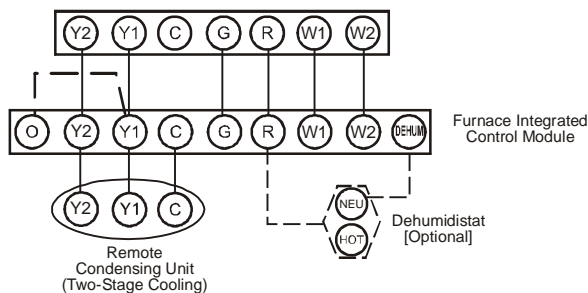 Y2 Y1 C G R W1 W2
O Y2 Y1 C G R W1 W2 DEHUM
Furnace Integrated
Control Module
Y2 Y1 C
NEU
HOT
Dehumidistat
[Optional]
Remote
Condensing Unit
(Two-Stage Cooling)